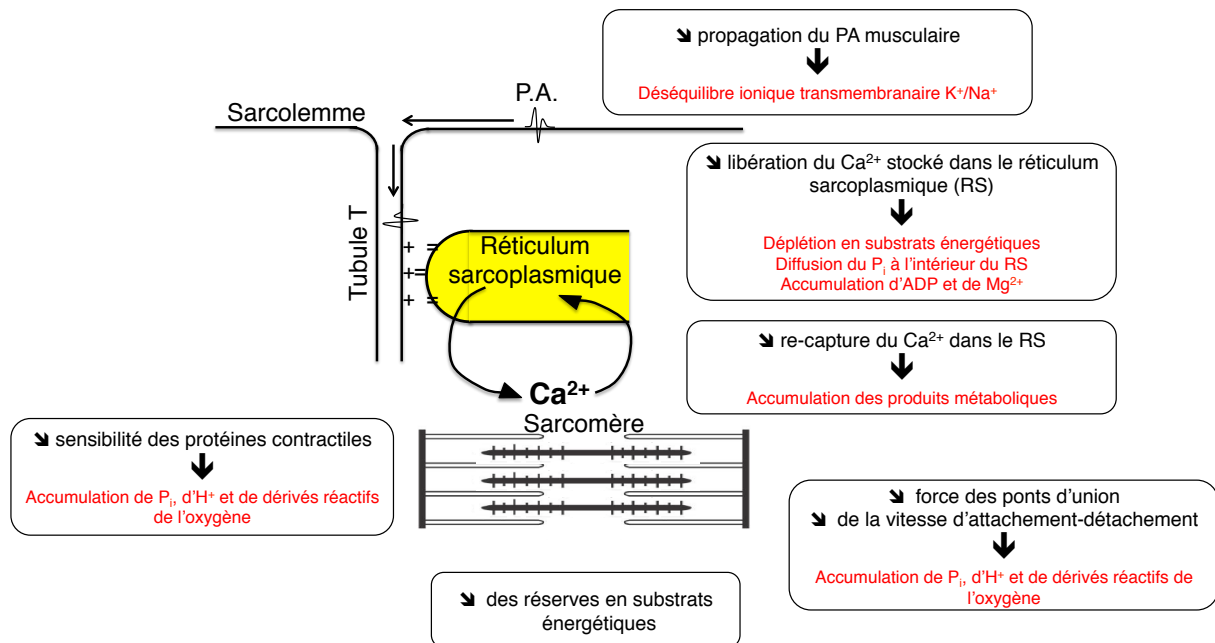 ➘ propagation du PA musculaire
Déséquilibre ionique transmembranaire K⁺/Na⁺
P.A.
Sarcolemme
➘ libération du Ca²⁺ stocké dans le réticulum
sarcoplasmique (RS)
Déplétion en substrats énergétiques
Diffusion du Pᵢ à l'intérieur du RS
Accumulation d'ADP et de Mg²⁺
Tubule T
+ =
+=
+ =
Réticulum
sarcoplasmique
➘ re-capture du Ca²⁺ dans le RS
Accumulation des produits métaboliques
Ca²⁺
Sarcomère
➘ sensibilité des protéines contractiles
Accumulation de Pᵢ, d'H⁺ et de dérivés réactifs
de l'oxygène
➘ force des ponts d'union
➘ de la vitesse d'attachement-détachement
Accumulation de Pᵢ, d'H⁺ et de dérivés réactifs de
l'oxygène
➘ des réserves en substrats
énergétiques